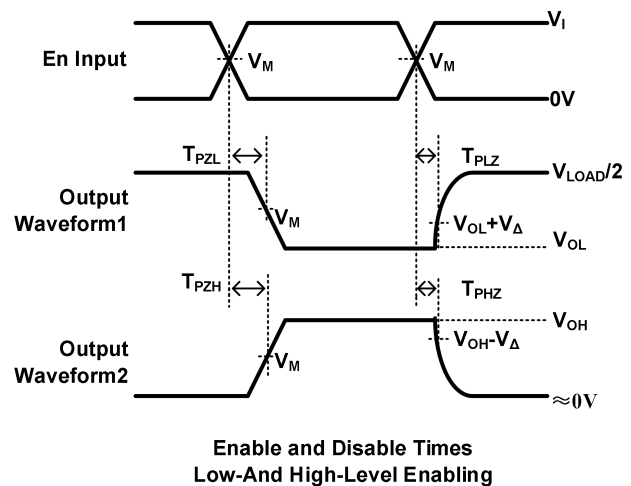 V_I
En Input
V_M
V_M
0V
T_PZL
T_PLZ
V_LOAD/2
Output
Waveform1
V_M
V_OL+V_Δ
V_OL
T_PZH
T_PHZ
V_OH
Output
Waveform2
V_M
V_OH-V_Δ
≈0V
Enable and Disable Times
Low-And High-Level Enabling